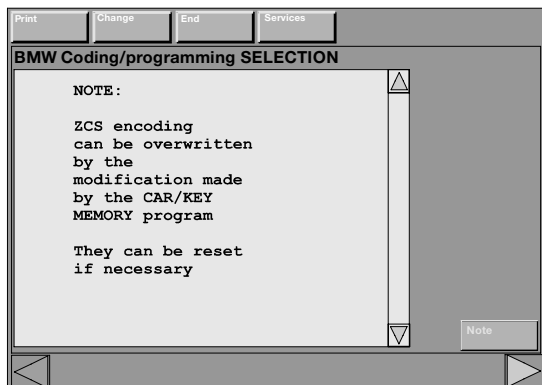 Print
Change
End
Services
BMW Coding/programming SELECTION
NOTE:
ZCS encoding
can be overwritten
by the
modification made
by the CAR/KEY
MEMORY program
They can be reset
if necessary
Note